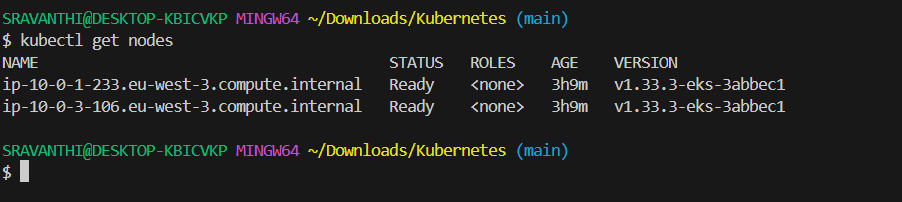 SRAVANTHI@DESKTOP-KBICVKP MINGW64 ~/Downloads/Kubernetes (main)
$ kubectl get nodes
NAME                                       STATUS   ROLES    AGE    VERSION
ip-10-0-1-233.eu-west-3.compute.internal   Ready    <none>   3h9m   v1.33.3-eks-3abbec1
ip-10-0-3-106.eu-west-3.compute.internal   Ready    <none>   3h9m   v1.33.3-eks-3abbec1
SRAVANTHI@DESKTOP-KBICVKP MINGW64 ~/Downloads/Kubernetes (main)
$